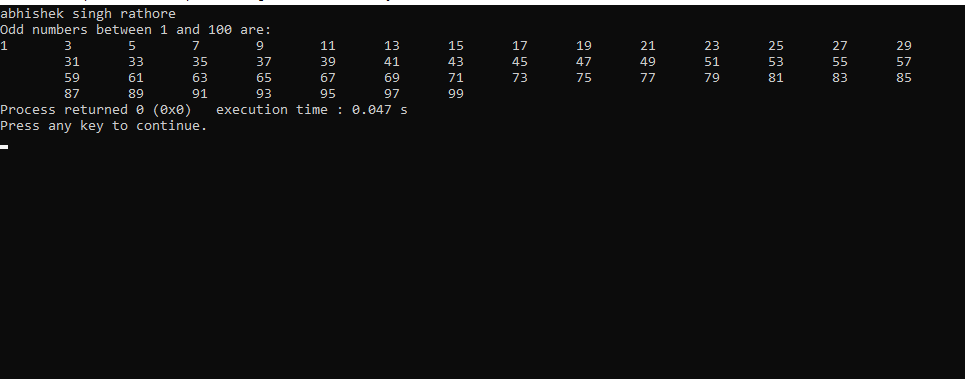 abhishek singh rathore
Odd numbers between 1 and 100 are:
1 3 5 7 9 11 13 15 17 19 21 23 25 27 29
31 33 35 37 39 41 43 45 47 49 51 53 55 57
59 61 63 65 67 69 71 73 75 77 79 81 83 85
87 89 91 93 95 97 99
Process returned 0 (0x0)   execution time : 0.047 s
Press any key to continue.